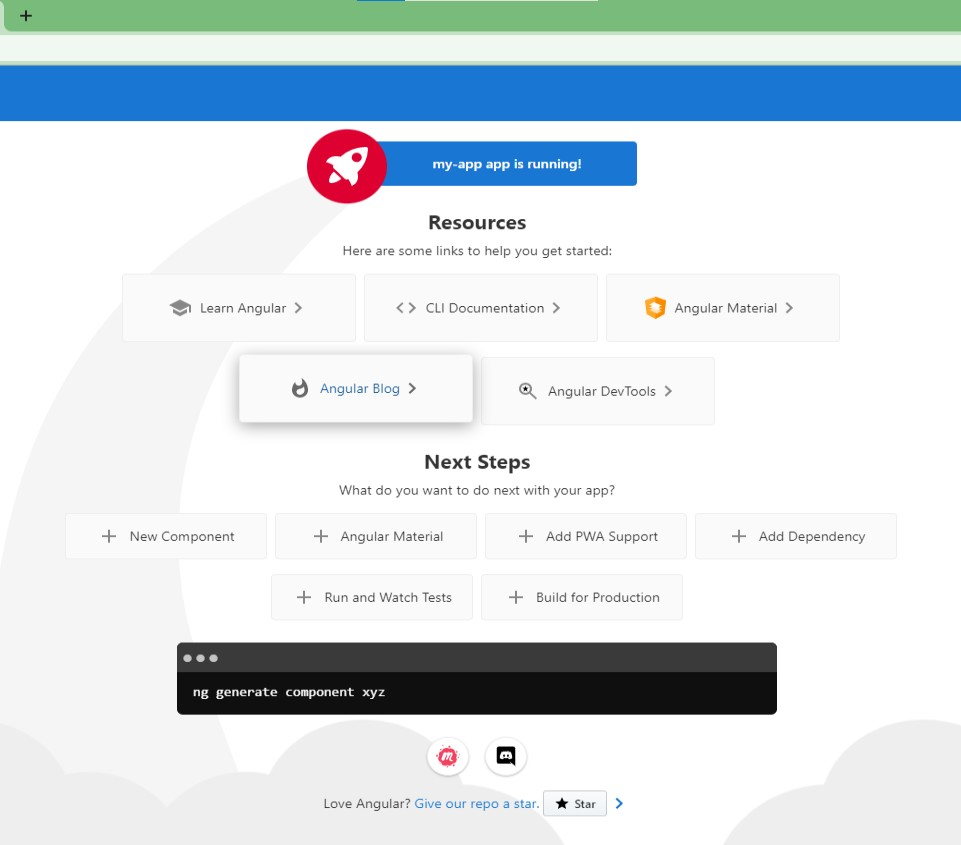 my-app app is running!
Resources
Here are some links to help you get started:
Learn Angular
CLI Documentation
Angular Material
Angular Blog
Angular DevTools
Next Steps
What do you want to do next with your app?
New Component
Angular Material
Add PWA Support
Add Dependency
Run and Watch Tests
Build for Production
ng generate component xyz
Love Angular? Give our repo a star. Star